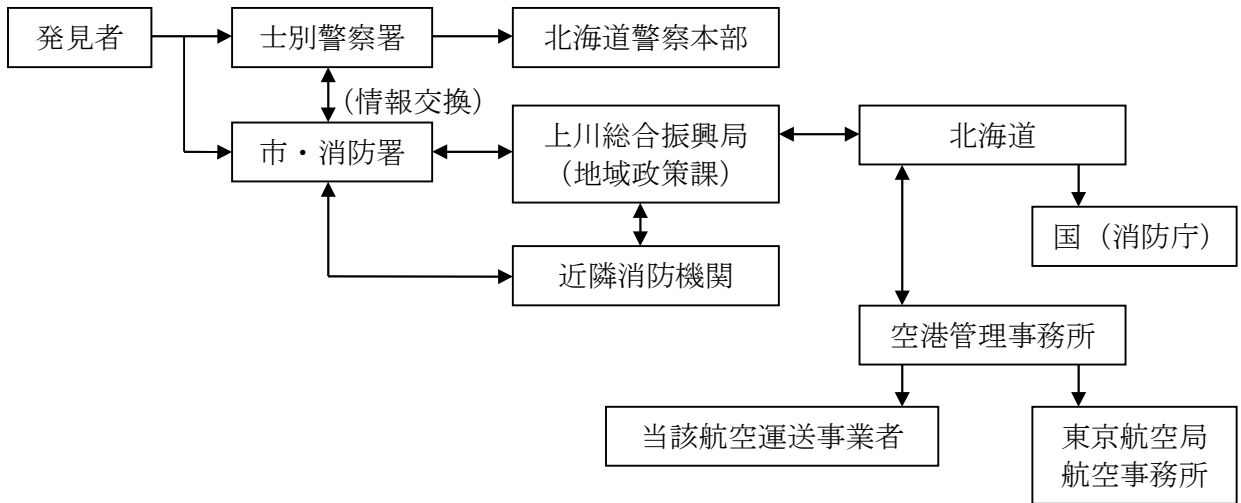 発見者
士別警察署
北海道警察本部
（情報交換）
市・消防署
上川総合振興局
（地域政策課）
北海道
国（消防庁）
近隣消防機関
空港管理事務所
当該航空運送事業者
東京航空局
航空事務所